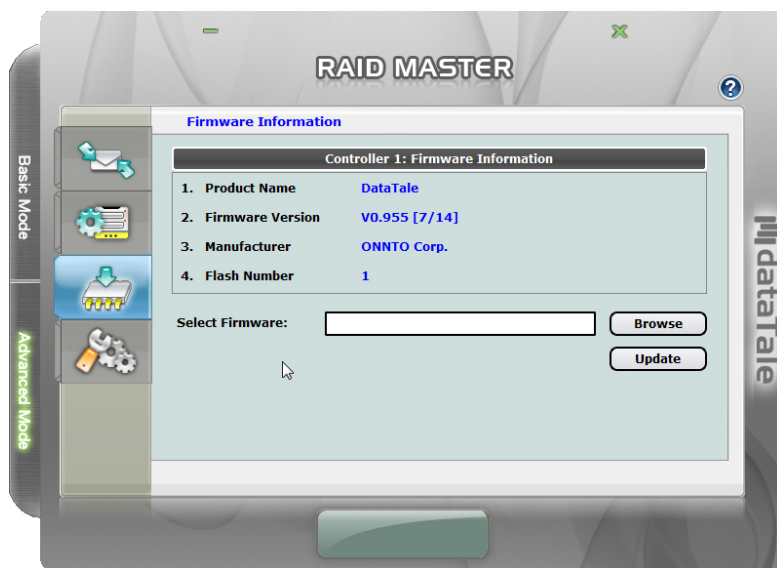 RAID MASTER
?
Basic Mode
Advanced Mode
Firmware Information
Controller 1: Firmware Information
1. Product Name DataTale
2. Firmware Version V0.955 [7/14]
3. Manufacturer ONNTO Corp.
4. Flash Number 1
Select Firmware: Browse
Update
dataTale